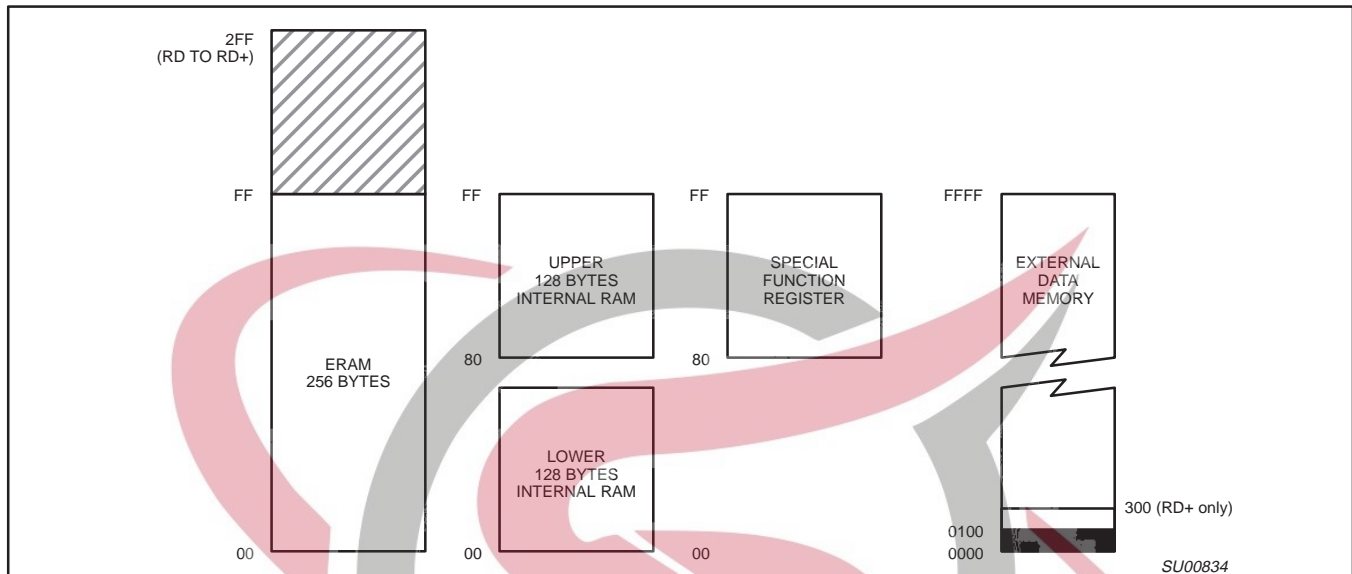 2FF
(RD TO RD+)
FF
ERAM
256 BYTES
00
FF
UPPER
128 BYTES
INTERNAL RAM
80
LOWER
128 BYTES
INTERNAL RAM
00
FF
SPECIAL
FUNCTION
REGISTER
80
00
FFFF
EXTERNAL
DATA
MEMORY
300 (RD+ only)
0100
0000
SU00834